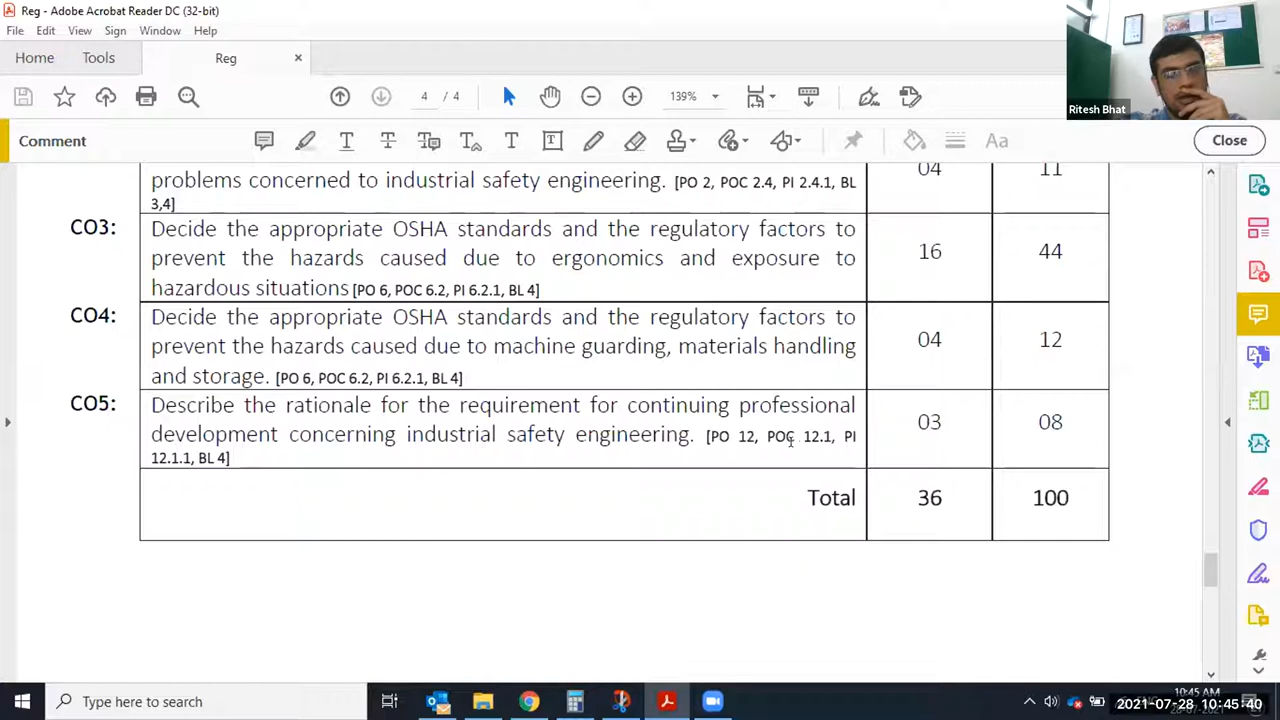 Reg - Adobe Acrobat Reader DC (32-bit)
File Edit View Sign Window Help
Home Tools Reg ×
4 / 4 139%
Ritesh Bhat
Comment Aa Close
problems concerned to industrial safety engineering. [PO 2, POC 2.4, PI 2.4.1, BL 04 11
3,4]
CO3: Decide the appropriate OSHA standards and the regulatory factors to
prevent the hazards caused due to ergonomics and exposure to 16 44
hazardous situations [PO 6, POC 6.2, PI 6.2.1, BL 4]
CO4: Decide the appropriate OSHA standards and the regulatory factors to
prevent the hazards caused due to machine guarding, materials handling 04 12
and storage. [PO 6, POC 6.2, PI 6.2.1, BL 4]
CO5: Describe the rationale for the requirement for continuing professional
development concerning industrial safety engineering. [PO 12, POC 12.1, PI 03 08
12.1.1, BL 4]
Total 36 100
Type here to search
10:45 AM
2021-07-28 10:45:40